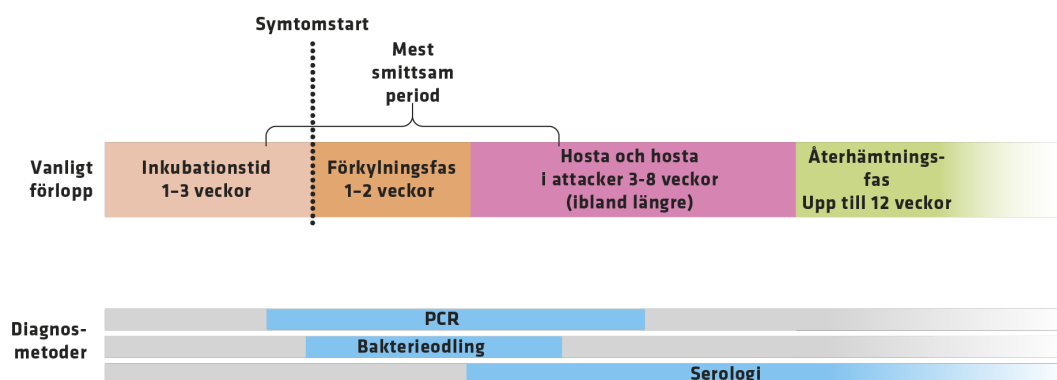 Symtomstart
Mest
smittsam
period
Vanligt
förlopp
Inkubationstid
1–3 veckor
Förkylningsfas
1–2 veckor
Hosta och hosta
i attacker 3-8 veckor
(ibland längre)
Återhämtnings-
fas
Upp till 12 veckor
Diagnos-
metoder
PCR
Bakterieodling
Serologi